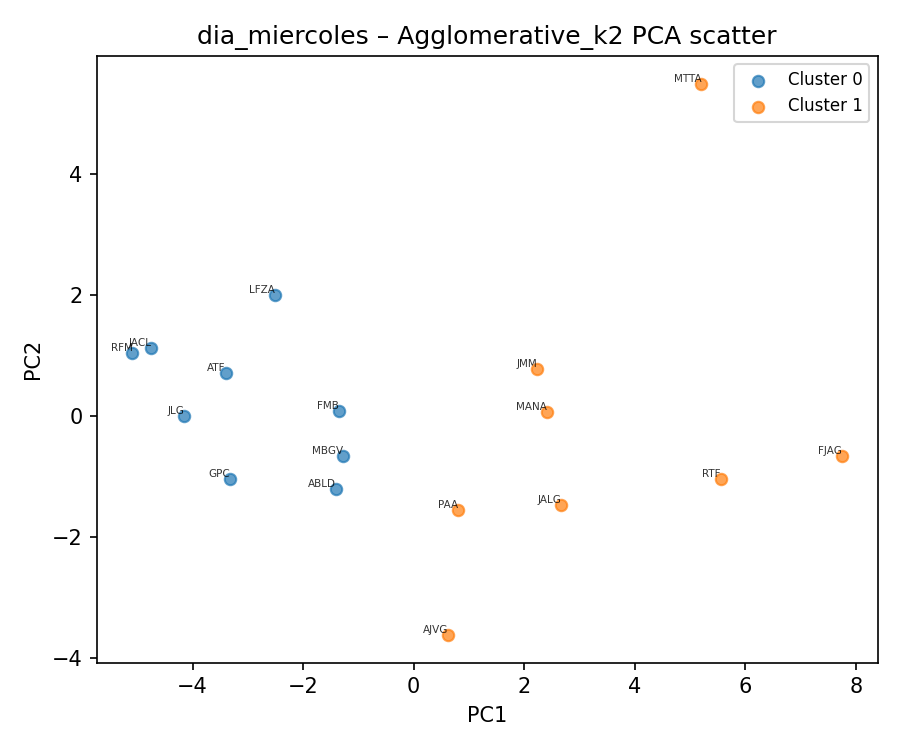 dia_miercoles – Agglomerative_k2 PCA scatter
Cluster 0
Cluster 1
MTTA
LFZA
JACL
RFM
ATF
JMM
FMB
MANA
JLG
MBGV
FJAG
GPC
RTF
ABLD
JALG
PAA
AJVG
4
2
0
−2
−4
PC2
−4
−2
0
2
4
6
8
PC1